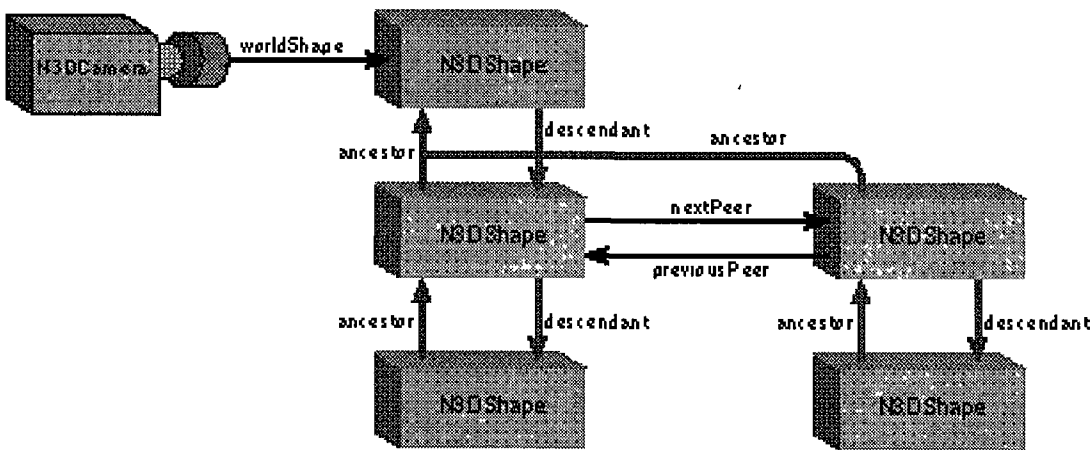 worldShape
N3DCamera
N3DShape
descendant
ancestor
ancestor
nextPeer
N3DShape
N3DShape
previousPeer
ancestor
descendant
ancestor
descendant
N3DShape
N3DShape